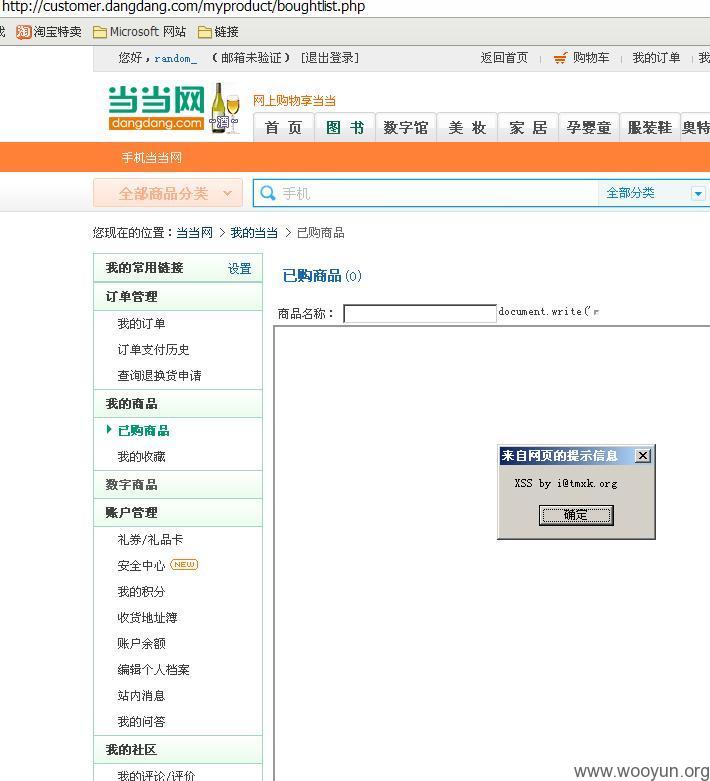 http://customer.dangdang.com/myproduct/boughtlist.php
淘 淘宝特卖 Microsoft 网站 链接
您好，random_ （邮箱未验证） [退出登录] 返回首页 购物车 我的订单 我
当当网 dangdang.com 酒
网上购物享当当
首 页 图 书 数字馆 美 妆 家 居 孕婴童 服装鞋 奥特
手机当当网
全部商品分类 手机 全部分类
您现在的位置：当当网 > 我的当当 > 已购商品
我的常用链接 设置
已购商品 (0)
订单管理
商品名称： document.write('
我的订单
订单支付历史
查询退换货申请
我的商品
已购商品
我的收藏
来自网页的提示信息
XSS by i@tmxk.org
确定
数字商品
账户管理
礼券/礼品卡
安全中心 NEW
我的积分
收货地址簿
账户余额
编辑个人档案
站内消息
我的问答
我的社区
我的评论/评价
www.wooyun.org